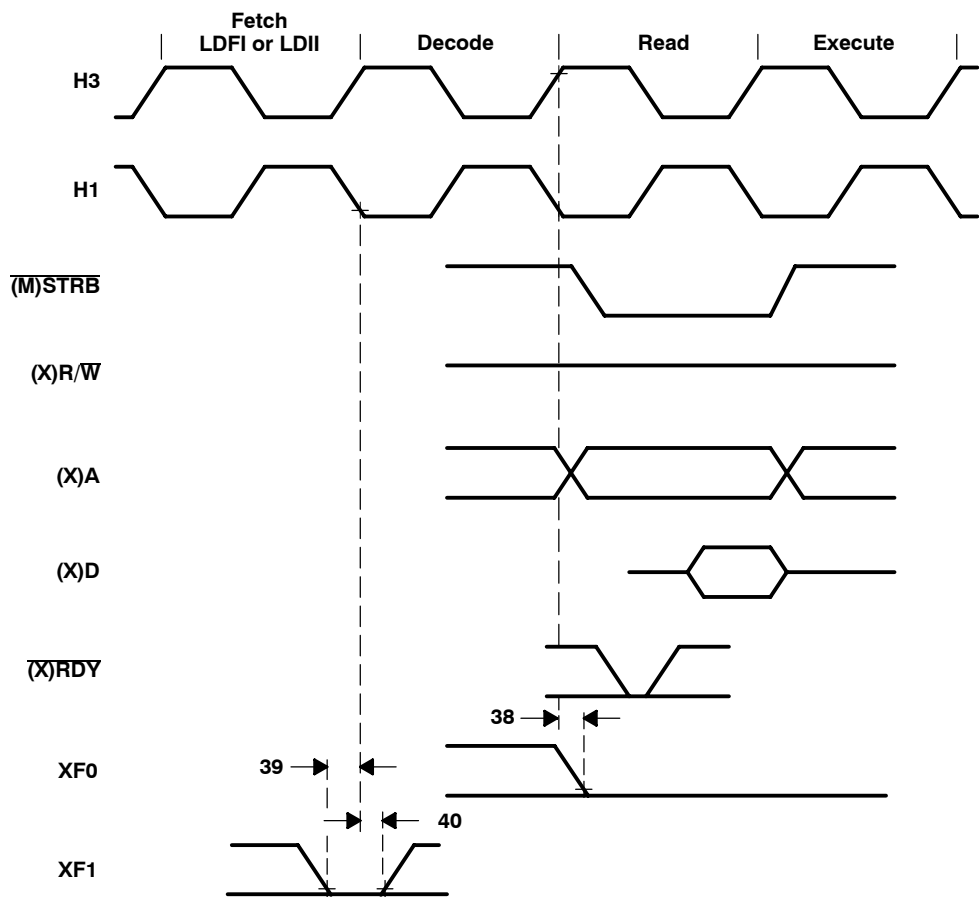 Fetch
LDFI or LDII
Decode
Read
Execute
H3
H1
(M)STRB
(X)R/W
(X)A
(X)D
(X)RDY
38
XF0
39
40
XF1